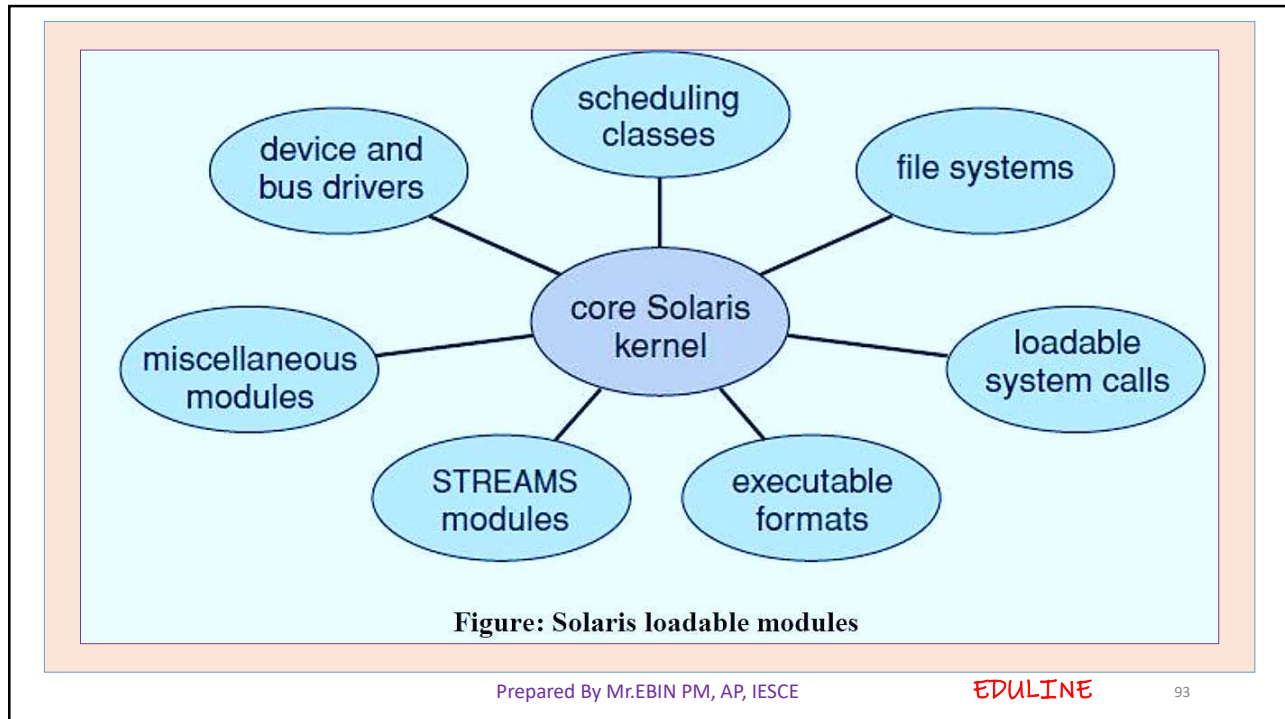 scheduling
classes
device and
bus drivers
file systems
core Solaris
kernel
miscellaneous
modules
loadable
system calls
STREAMS
modules
executable
formats
Figure: Solaris loadable modules
Prepared By Mr.EBIN PM, AP, IESCE
EDULINE
93